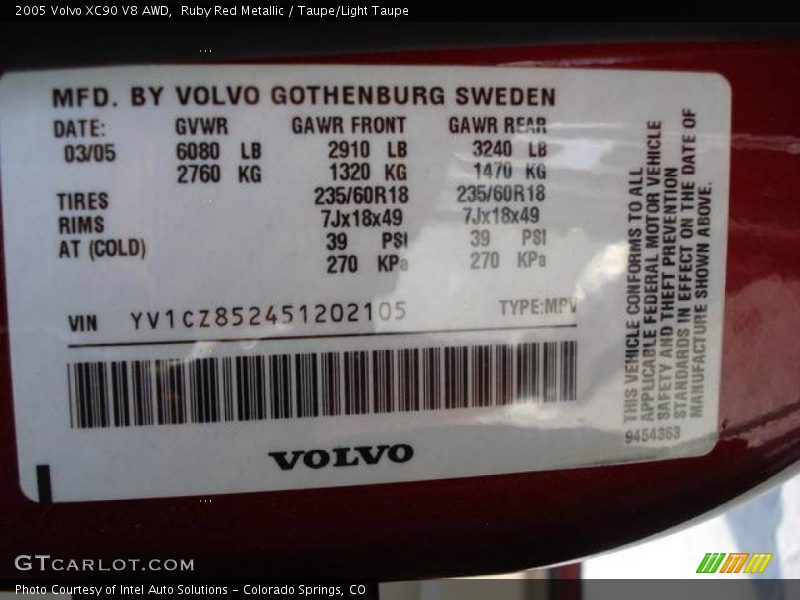 2005 Volvo XC90 V8 AWD,  Ruby Red Metallic / Taupe/Light Taupe
MFD. BY VOLVO GOTHENBURG SWEDEN
DATE: GVWR GAWR FRONT GAWR REAR
03/05 6080 LB 2910 LB 3240 LB
2760 KG 1320 KG 1470 KG
TIRES 235/60R18 235/60R18
RIMS 7Jx18x49 7Jx18x49
AT (COLD) 39 PSI 39 PSI
270 KPa 270 KPa
VIN YV1CZ852451202105 TYPE:MPV
VOLVO
THIS VEHICLE CONFORMS TO ALL
APPLICABLE FEDERAL MOTOR VEHICLE
SAFETY AND THEFT PREVENTION
STANDARDS IN EFFECT ON THE DATE OF
MANUFACTURE SHOWN ABOVE.
9454363
GTCARLOT.COM
Photo Courtesy of Intel Auto Solutions - Colorado Springs, CO